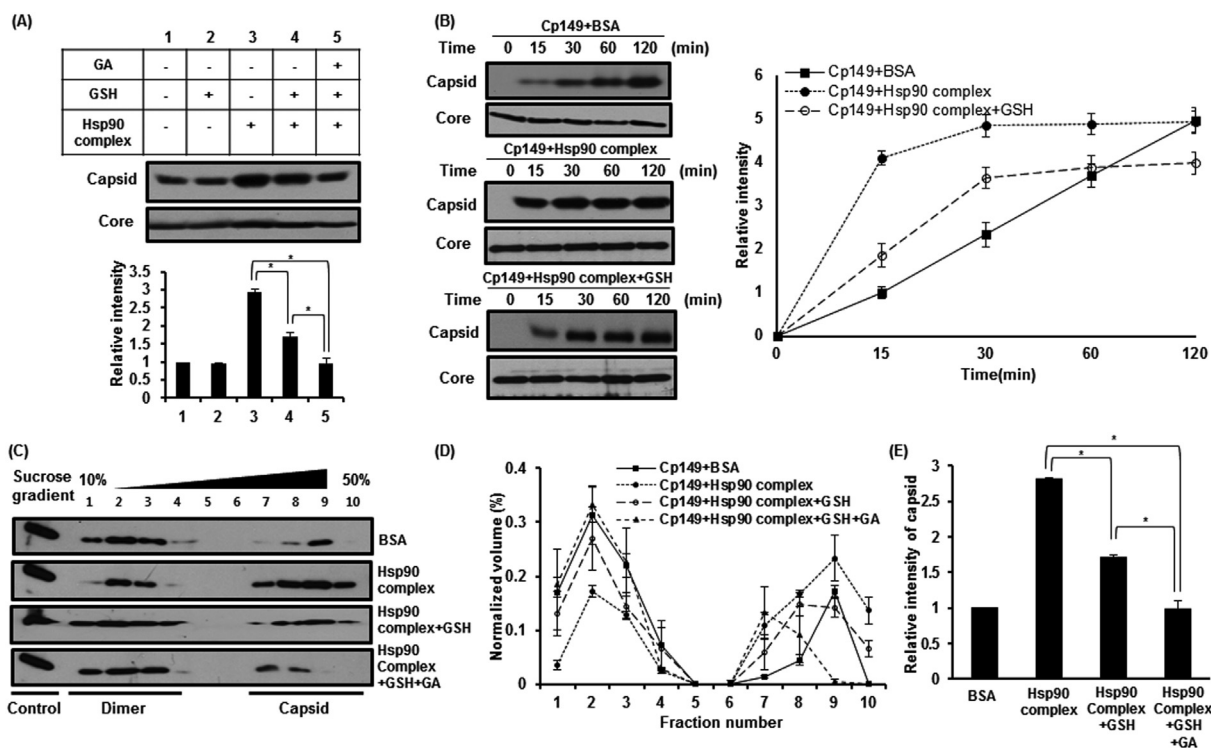 (A)
1 2 3 4 5
GA - - - - +
GSH - + - + +
Hsp90 complex - - + + +
Capsid
Core
Relative intensity
3.5
3
2.5
2
1.5
1
0.5
0
* *
*
1 2 3 4 5
(B)
Cp149+BSA
Time 0 15 30 60 120 (min)
Capsid
Core
Cp149+Hsp90 complex
Time 0 15 30 60 120 (min)
Capsid
Core
Cp149+Hsp90 complex+GSH
Time 0 15 30 60 120 (min)
Capsid
Core
Cp149+BSA
Cp149+Hsp90 complex
Cp149+Hsp90 complex+GSH
Relative intensity
6
5
4
3
2
1
0
0 15 30 60 120
Time(min)
(C)
Sucrose gradient 10% 50%
1 2 3 4 5 6 7 8 9 10
BSA
Hsp90 complex
Hsp90 complex+GSH
Hsp90 Complex +GSH+GA
Control Dimer Capsid
(D)
Cp149+BSA
Cp149+Hsp90 complex
Cp149+Hsp90 complex+GSH
Cp149+Hsp90 complex+GSH+GA
Normalized volume (%)
0.4
0.3
0.2
0.1
0
1 2 3 4 5 6 7 8 9 10
Fraction number
(E)
Relative intensity of capsid
3
2.5
2
1.5
1
0.5
0
*
*
*
BSA
Hsp90 complex
Hsp90 Complex +GSH
Hsp90 Complex +GSH +GA